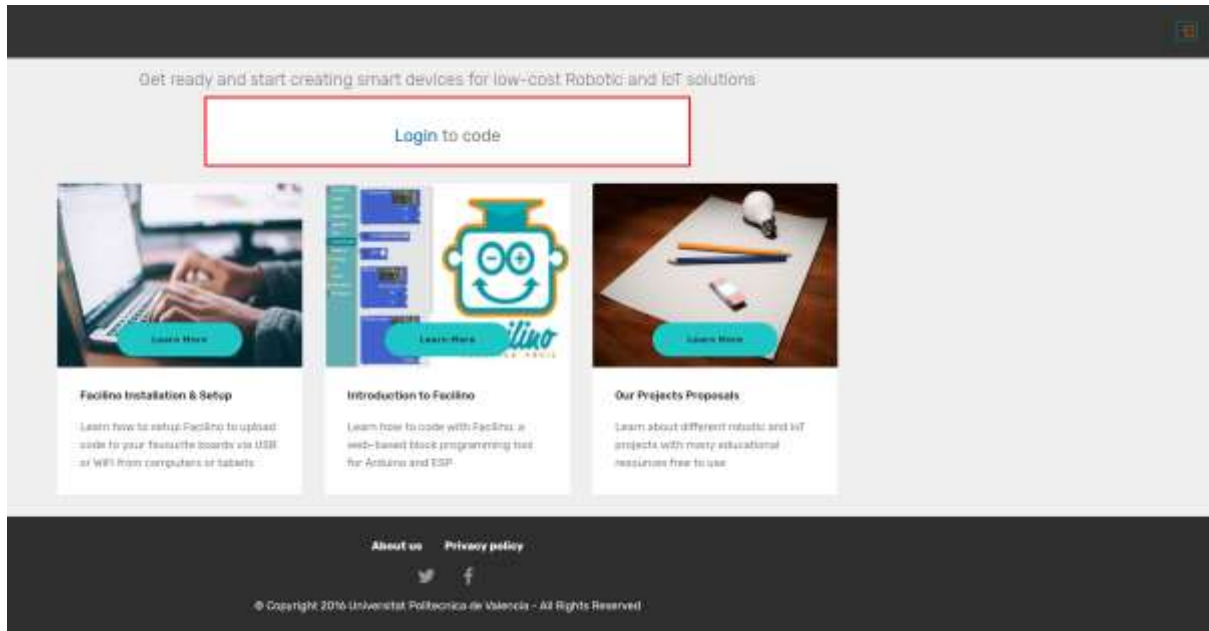 Get ready and start creating smart devices for low-cost Robotic and IoT solutions
Login to code
Learn More
Learn More
Learn More
Facilino Installation & Setup
Learn how to setup Facilino to upload
code to your favourite boards via USB
or WiFi from computers or tablets
Introduction to Facilino
Learn how to code with Facilino, a
web-based block programming tool
for Arduino and ESP
Our Projects Proposals
Learn about different robotic and IoT
projects with many educational
resources free to use
About us Privacy policy
© Copyright 2016 Universitat Politecnica de Valencia - All Rights Reserved